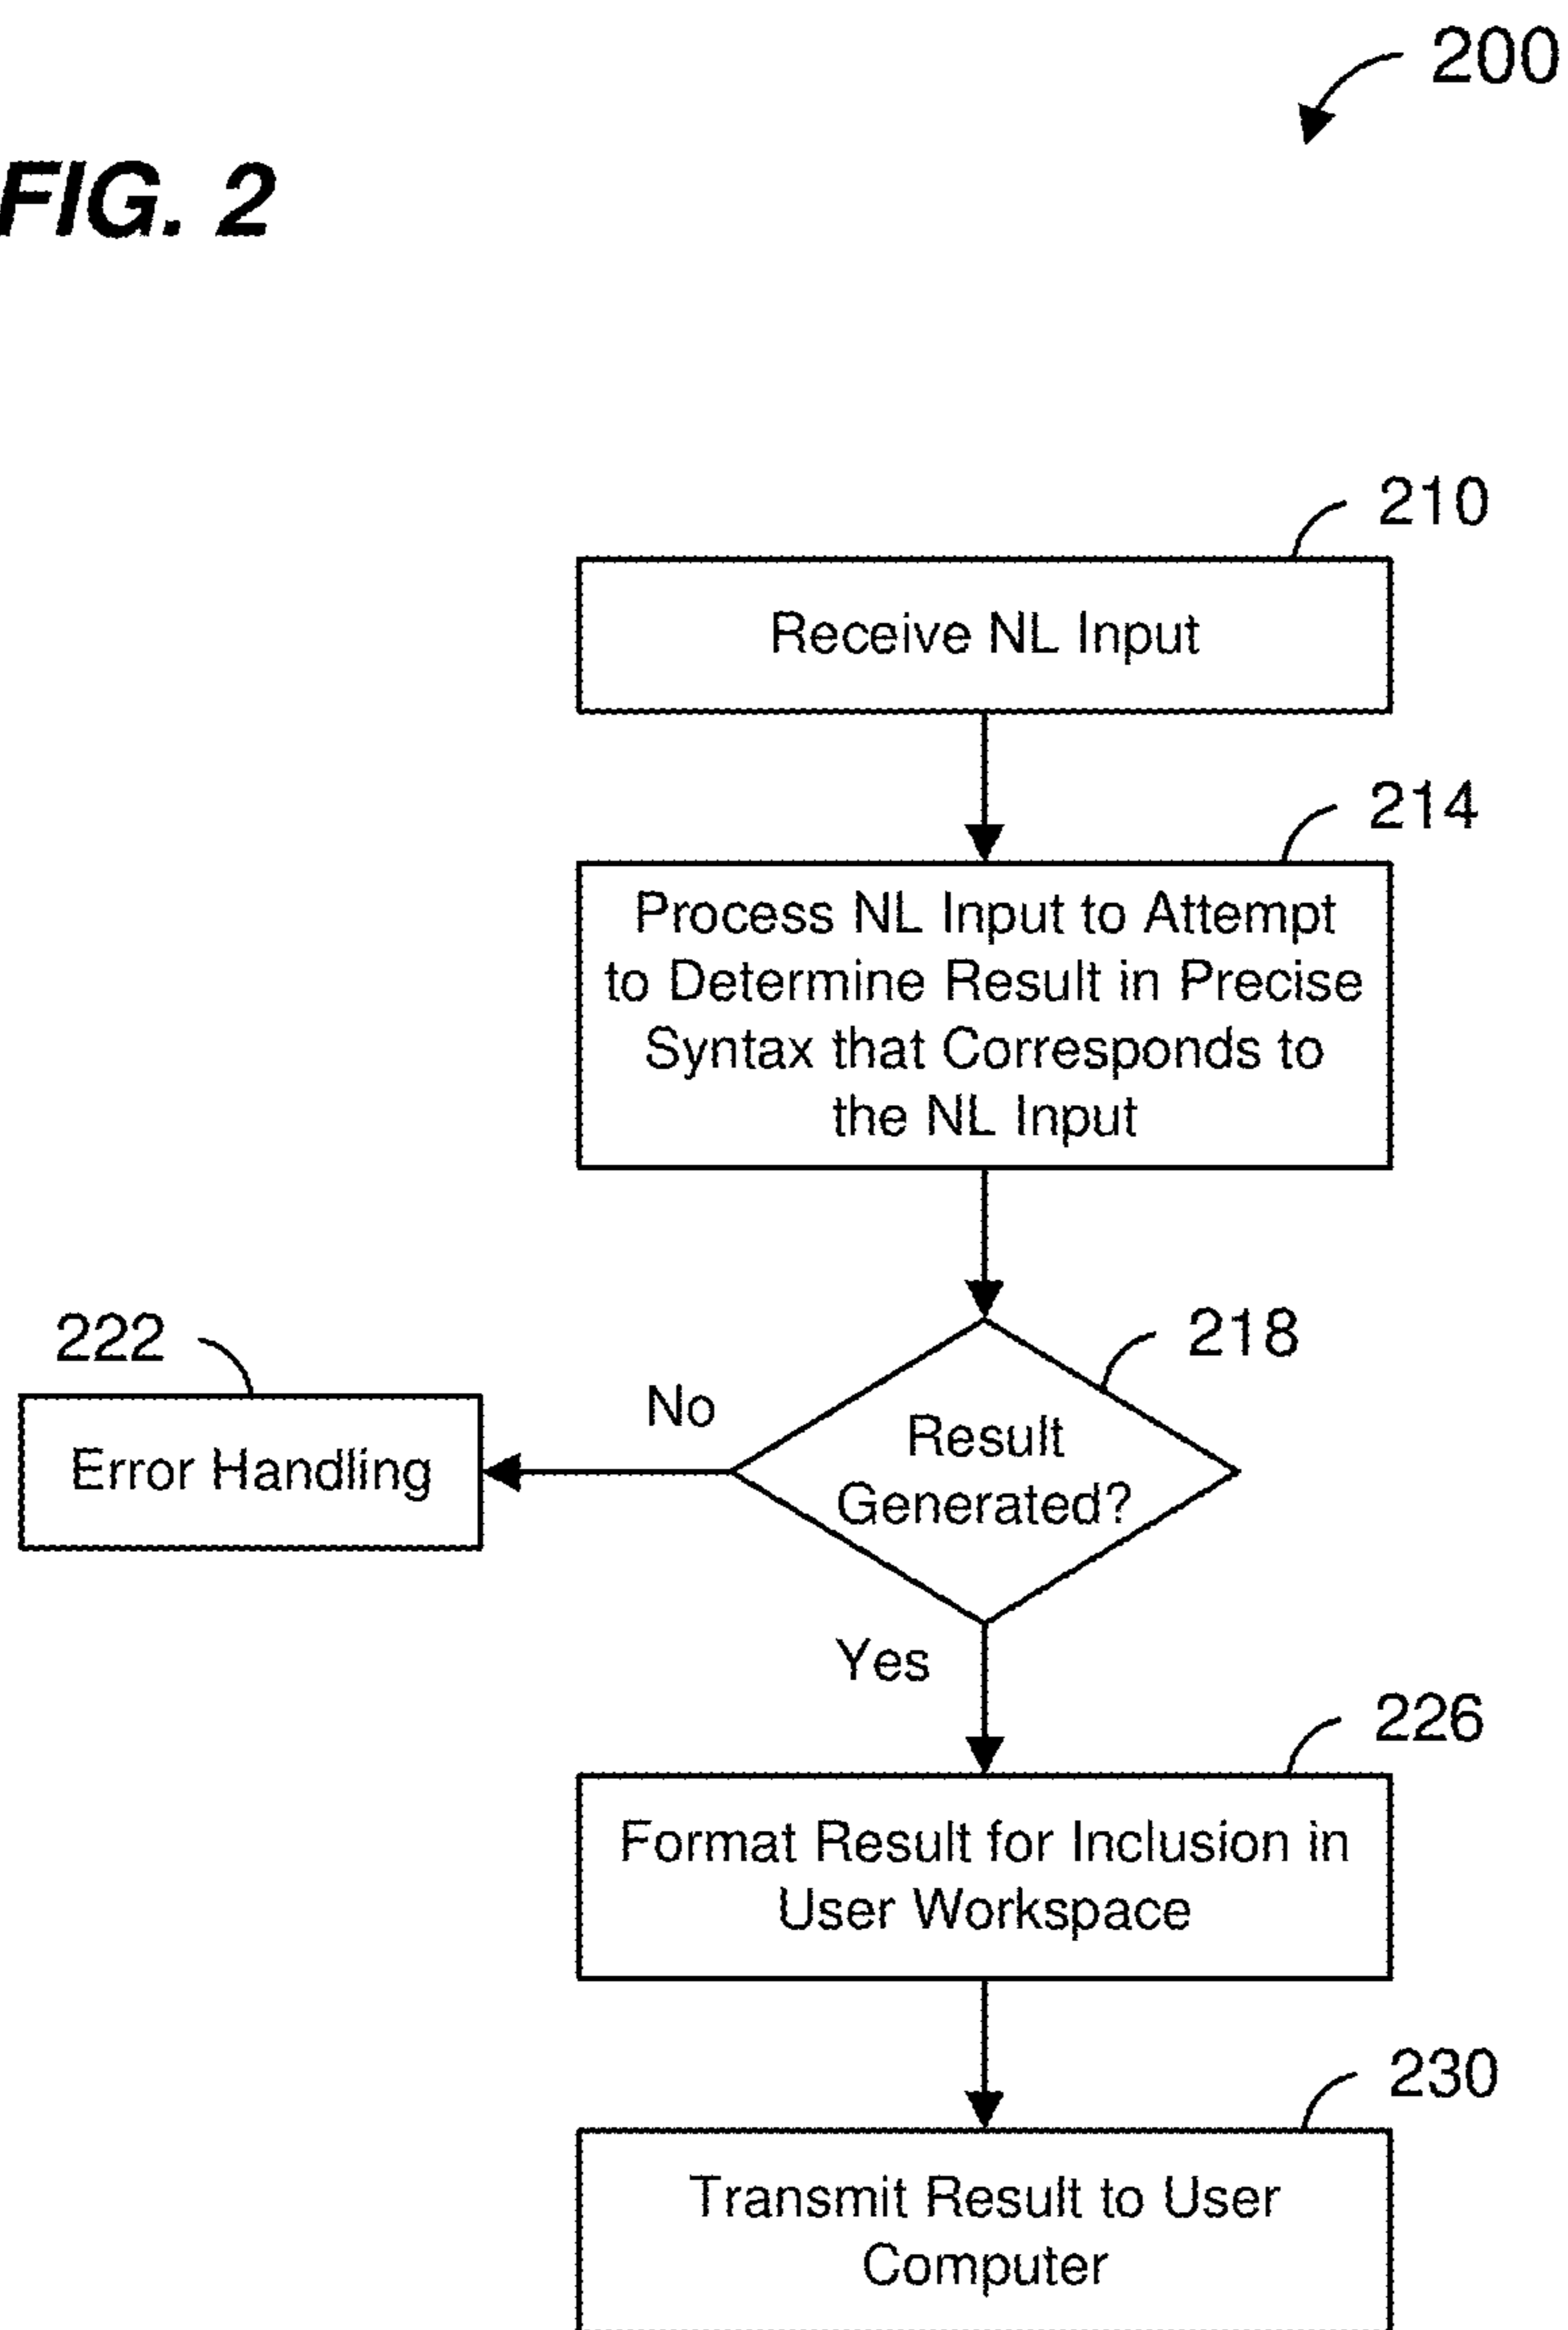 200
FIG. 2
210
Receive NL Input
214
Process NL Input to Attempt
to Determine Result in Precise
Syntax that Corresponds to
the NL Input
222
218
No
Error Handling
Result
Generated?
Yes
226
Format Result for Inclusion in
User Workspace
230
Transmit Result to User
Computer